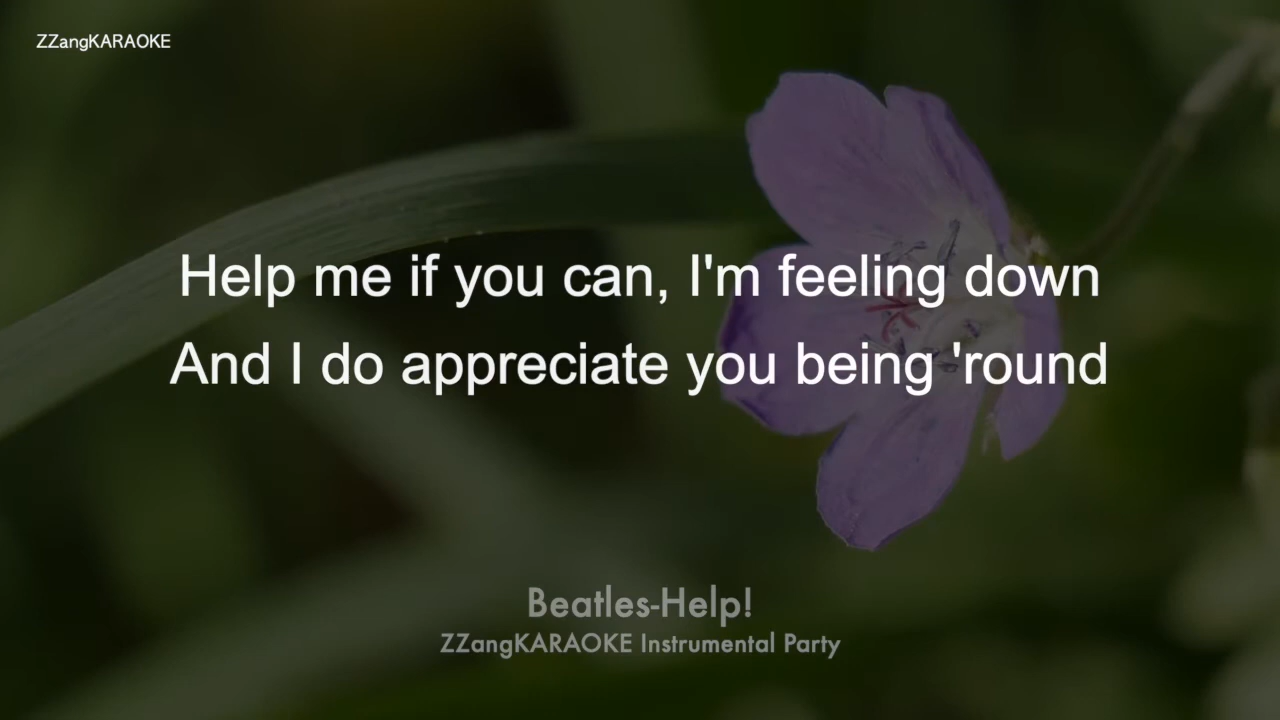 ZZangKARAOKE
Help me if you can, I'm feeling down
And I do appreciate you being 'round
Beatles-Help!
ZZangKARAOKE Instrumental Party